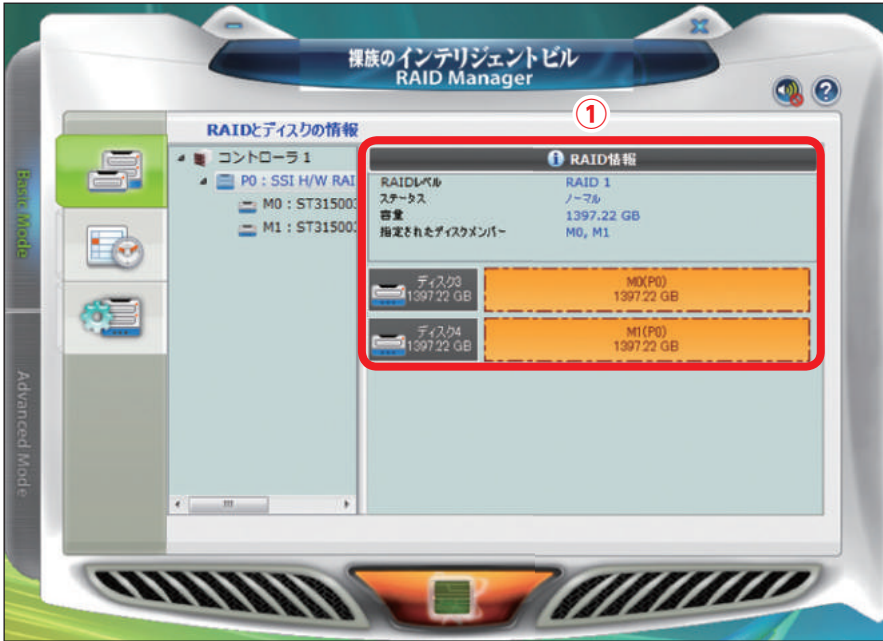 裸族のインテリジェントビル
RAID Manager
①
RAIDとディスクの情報
Basic Mode
Advanced Mode
コントローラ 1
P0 : SSI H/W RAI
M0 : ST31500
M1 : ST31500
RAID情報
RAIDレベル RAID 1
ステータス ノーマル
容量 1397.22 GB
指定されたディスクメンバー M0, M1
ディスク3
1397.22 GB
M0(P0)
1397.22 GB
ディスク4
1397.22 GB
M1(P0)
1397.22 GB